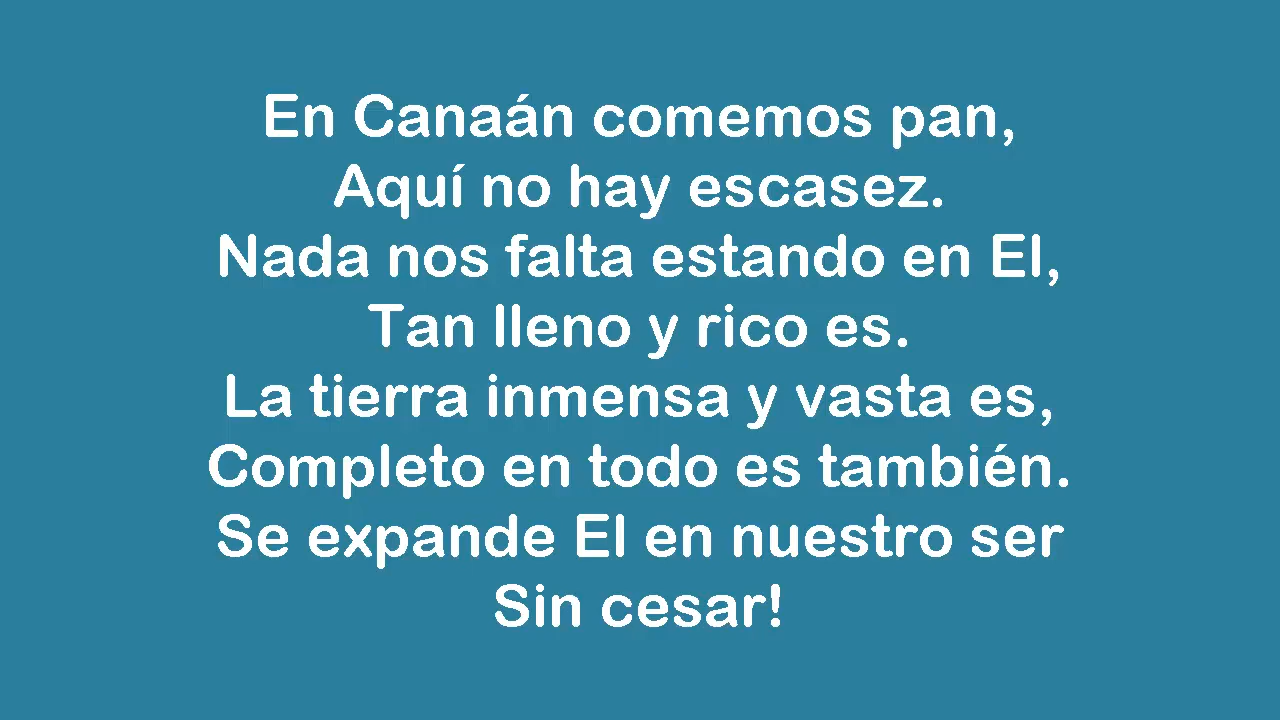 En Canaán comemos pan,
Aquí no hay escasez.
Nada nos falta estando en El,
Tan lleno y rico es.
La tierra inmensa y vasta es,
Completo en todo es también.
Se expande El en nuestro ser
Sin cesar!